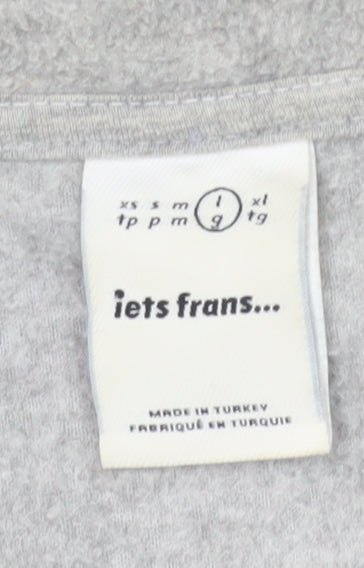 xs s m l xl
tp p m g tg
iets frans...
MADE IN TURKEY
FABRIQUÉ EN TURQUIE